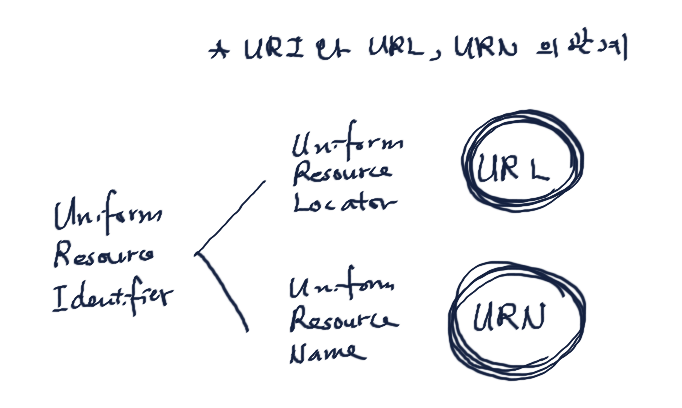 ★ URI 와 URL, URN 의 관계
Uniform
Resource
Locator
URL
Uniform
Resource
Identifier
Uniform
Resource
Name
URN